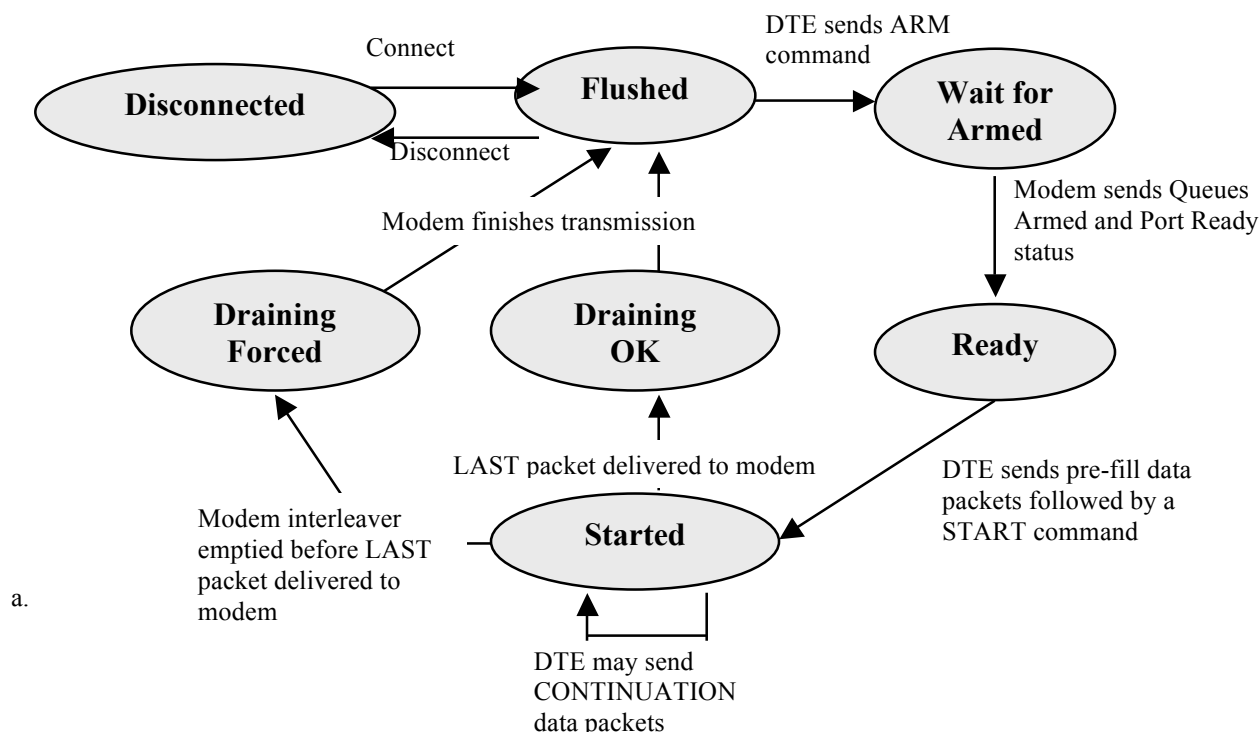 DTE sends ARM
command
Connect
Disconnected
Flushed
Wait for
Armed
Disconnect
Modem sends Queues
Armed and Port Ready
status
Modem finishes transmission
Draining
Forced
Draining
OK
Ready
LAST packet delivered to modem
DTE sends pre-fill data
packets followed by a
START command
Modem interleaver
emptied before LAST
packet delivered to
modem
Started
a.
DTE may send
CONTINUATION
data packets